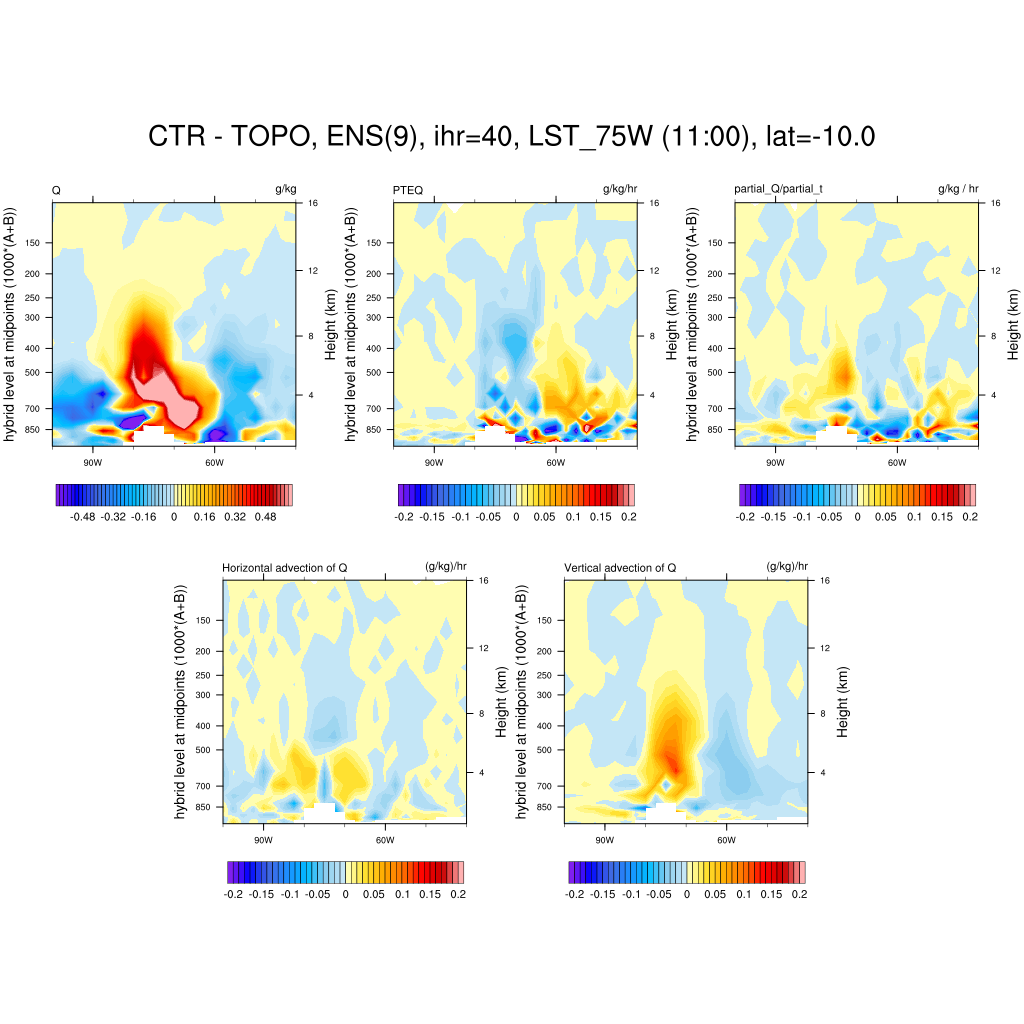 CTR - TOPO, ENS(9), ihr=40, LST_75W (11:00), lat=-10.0
Q g/kg
hybrid level at midpoints (1000*(A+B))
150
200
250
300
400
500
700
850
16
12
8
4
Height (km)
90W 60W
-0.48 -0.32 -0.16 0 0.16 0.32 0.48
PTEQ g/kg/hr
hybrid level at midpoints (1000*(A+B))
150
200
250
300
400
500
700
850
16
12
8
4
Height (km)
90W 60W
-0.2 -0.15 -0.1 -0.05 0 0.05 0.1 0.15 0.2
partial_Q/partial_t g/kg / hr
hybrid level at midpoints (1000*(A+B))
150
200
250
300
400
500
700
850
16
12
8
4
Height (km)
90W 60W
-0.2 -0.15 -0.1 -0.05 0 0.05 0.1 0.15 0.2
Horizontal advection of Q (g/kg)/hr
hybrid level at midpoints (1000*(A+B))
150
200
250
300
400
500
700
850
16
12
8
4
Height (km)
90W 60W
-0.2 -0.15 -0.1 -0.05 0 0.05 0.1 0.15 0.2
Vertical advection of Q (g/kg)/hr
hybrid level at midpoints (1000*(A+B))
150
200
250
300
400
500
700
850
16
12
8
4
Height (km)
90W 60W
-0.2 -0.15 -0.1 -0.05 0 0.05 0.1 0.15 0.2